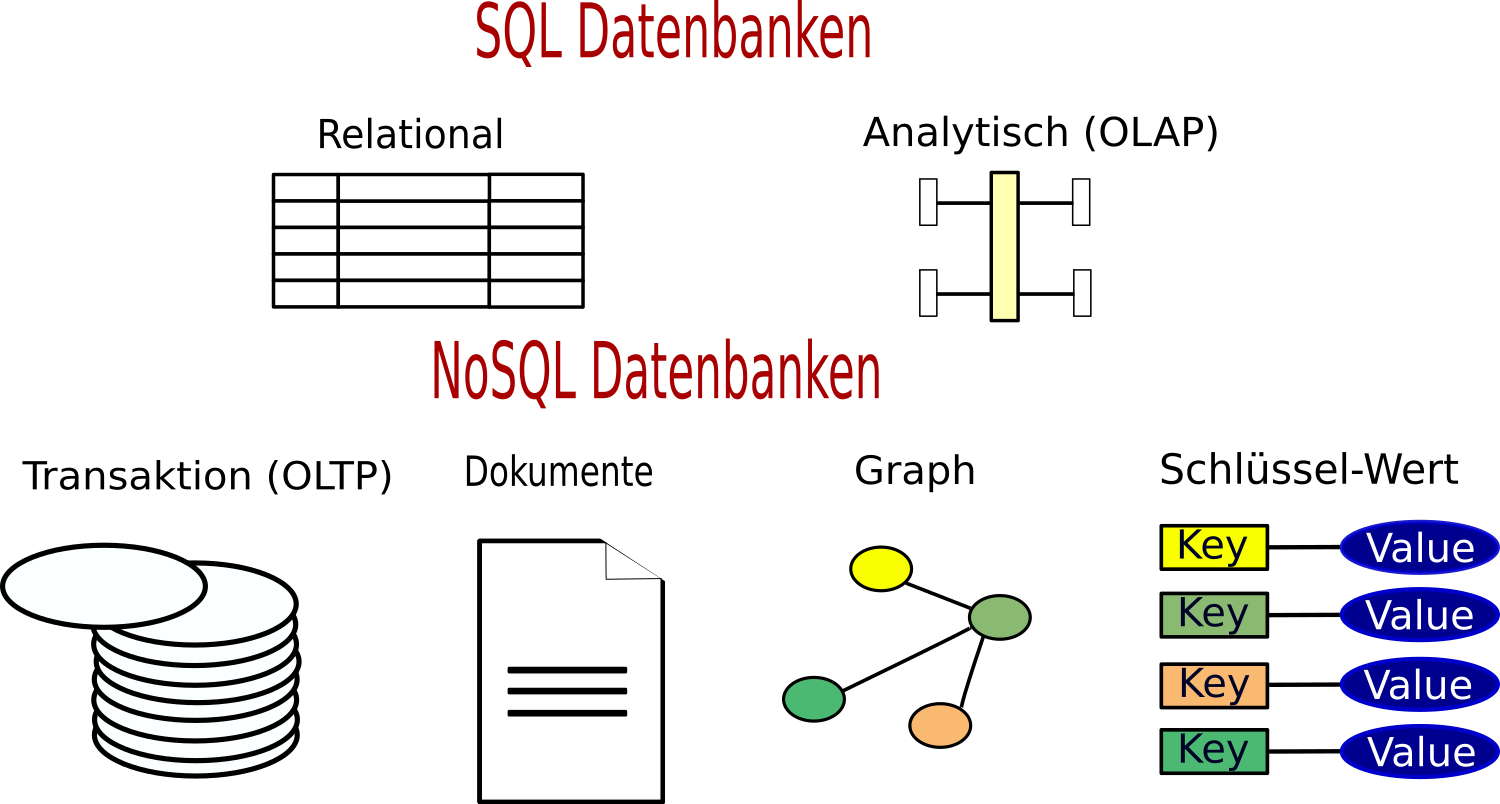 SQL Datenbanken
Relational
Analytisch (OLAP)
NoSQL Datenbanken
Transaktion (OLTP)
Dokumente
Graph
Schlüssel-Wert
Key Value
Key Value
Key Value
Key Value